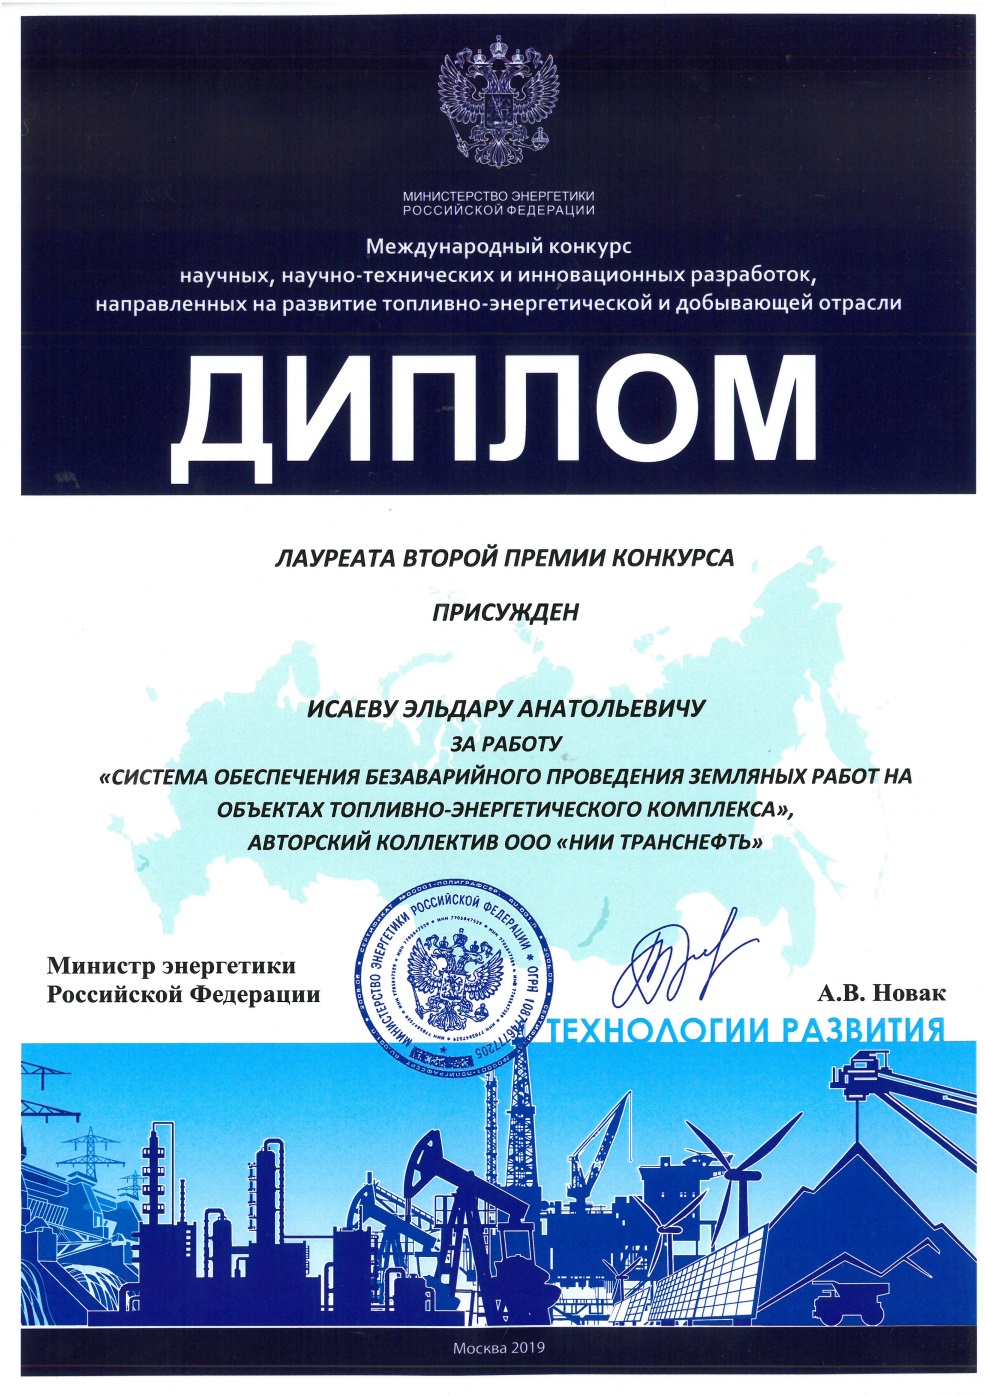 МИНИСТЕРСТВО ЭНЕРГЕТИКИ
РОССИЙСКОЙ ФЕДЕРАЦИИ
Международный конкурс
научных, научно-технических и инновационных разработок,
направленных на развитие топливно-энергетической и добывающей отрасли
ДИПЛОМ
ЛАУРЕАТА ВТОРОЙ ПРЕМИИ КОНКУРСА
ПРИСУЖДЕН
ИСАЕВУ ЭЛЬДАРУ АНАТОЛЬЕВИЧУ
ЗА РАБОТУ
«СИСТЕМА ОБЕСПЕЧЕНИЯ БЕЗАВАРИЙНОГО ПРОВЕДЕНИЯ ЗЕМЛЯНЫХ РАБОТ НА
ОБЪЕКТАХ ТОПЛИВНО-ЭНЕРГЕТИЧЕСКОГО КОМПЛЕКСА»,
АВТОРСКИЙ КОЛЛЕКТИВ ООО «НИИ ТРАНСНЕФТЬ»
Министр энергетики
Российской Федерации
МИНИСТЕРСТВО ЭНЕРГЕТИКИ РОССИЙСКОЙ ФЕДЕРАЦИИ * ОГРН 1087746777205 *
А.В. Новак
ТЕХНОЛОГИИ РАЗВИТИЯ
Москва 2019